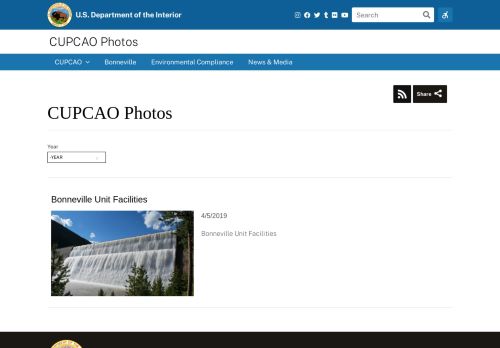 U.S. Department of the Interior
Search
CUPCAO Photos
CUPCAO Bonneville Environmental Compliance News & Media
Share
CUPCAO Photos
Year
-YEAR
Bonneville Unit Facilities
4/5/2019
Bonneville Unit Facilities